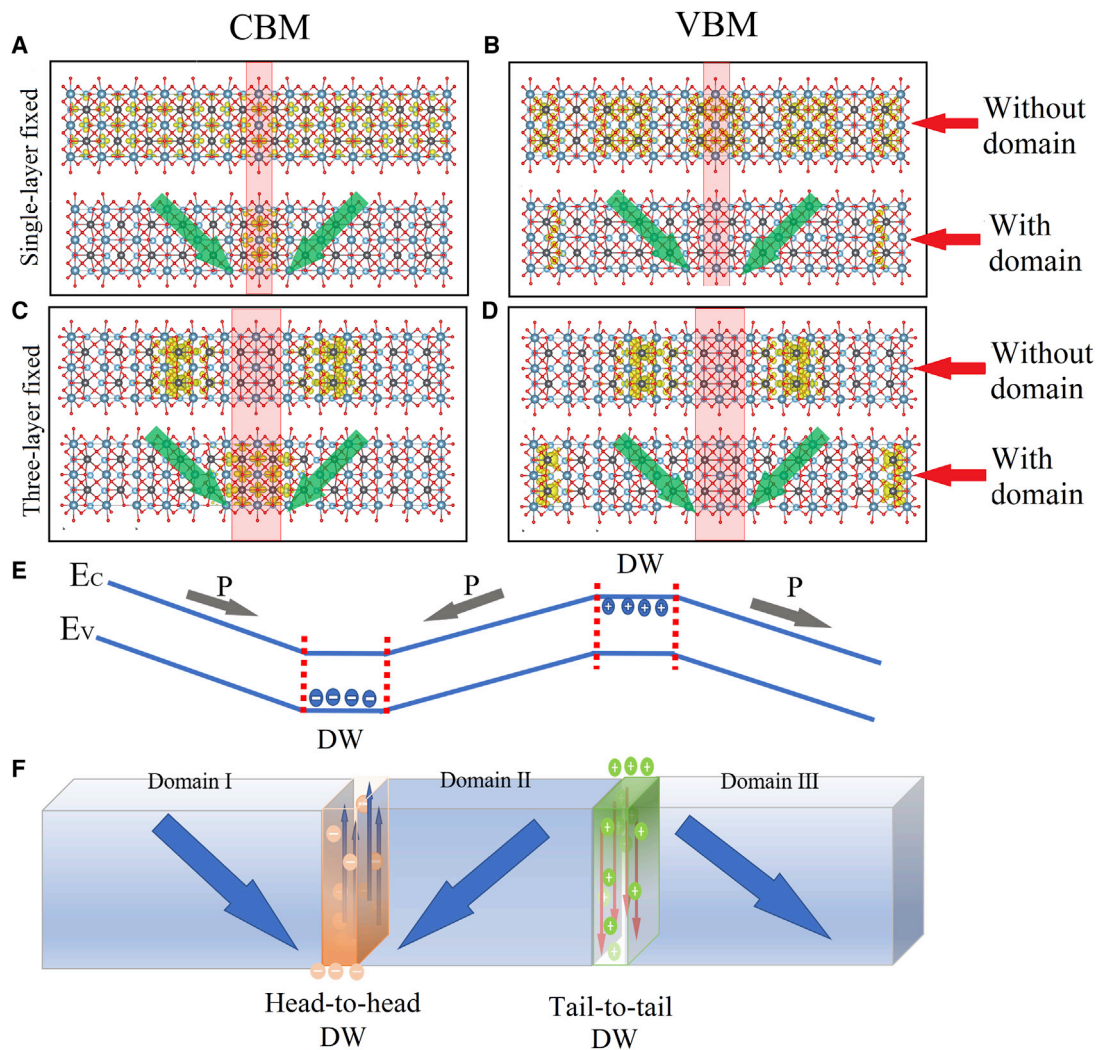 CBM
VBM
A
B
Single-layer fixed
Without
domain
With
domain
C
D
Three-layer fixed
Without
domain
With
domain
E
EC
EV
P
P
DW
P
+ + + +
− − − −
DW
F
Domain I
Domain II
Domain III
Head-to-head
DW
Tail-to-tail
DW